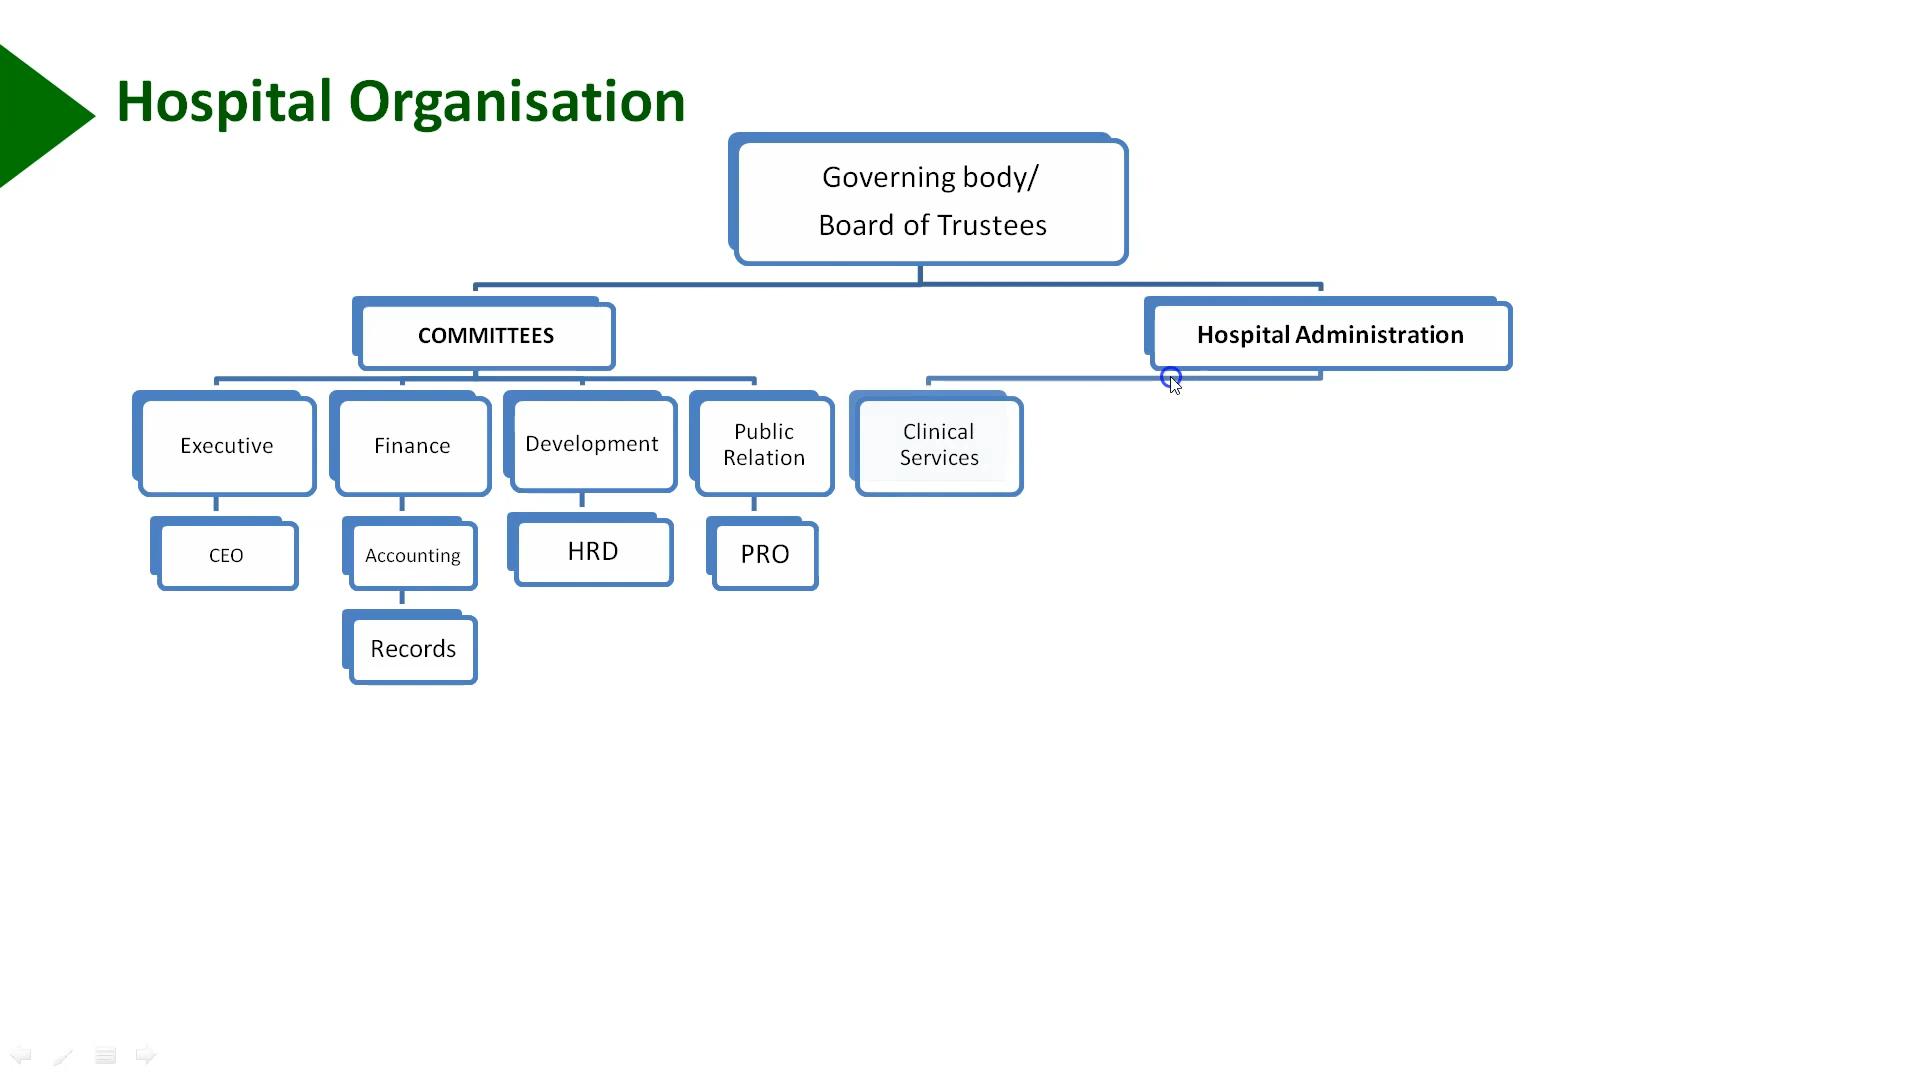 Hospital Organisation
Governing body/
Board of Trustees
COMMITTEES
Hospital Administration
Executive
Finance
Development
Public
Relation
Clinical
Services
CEO
Accounting
HRD
PRO
Records